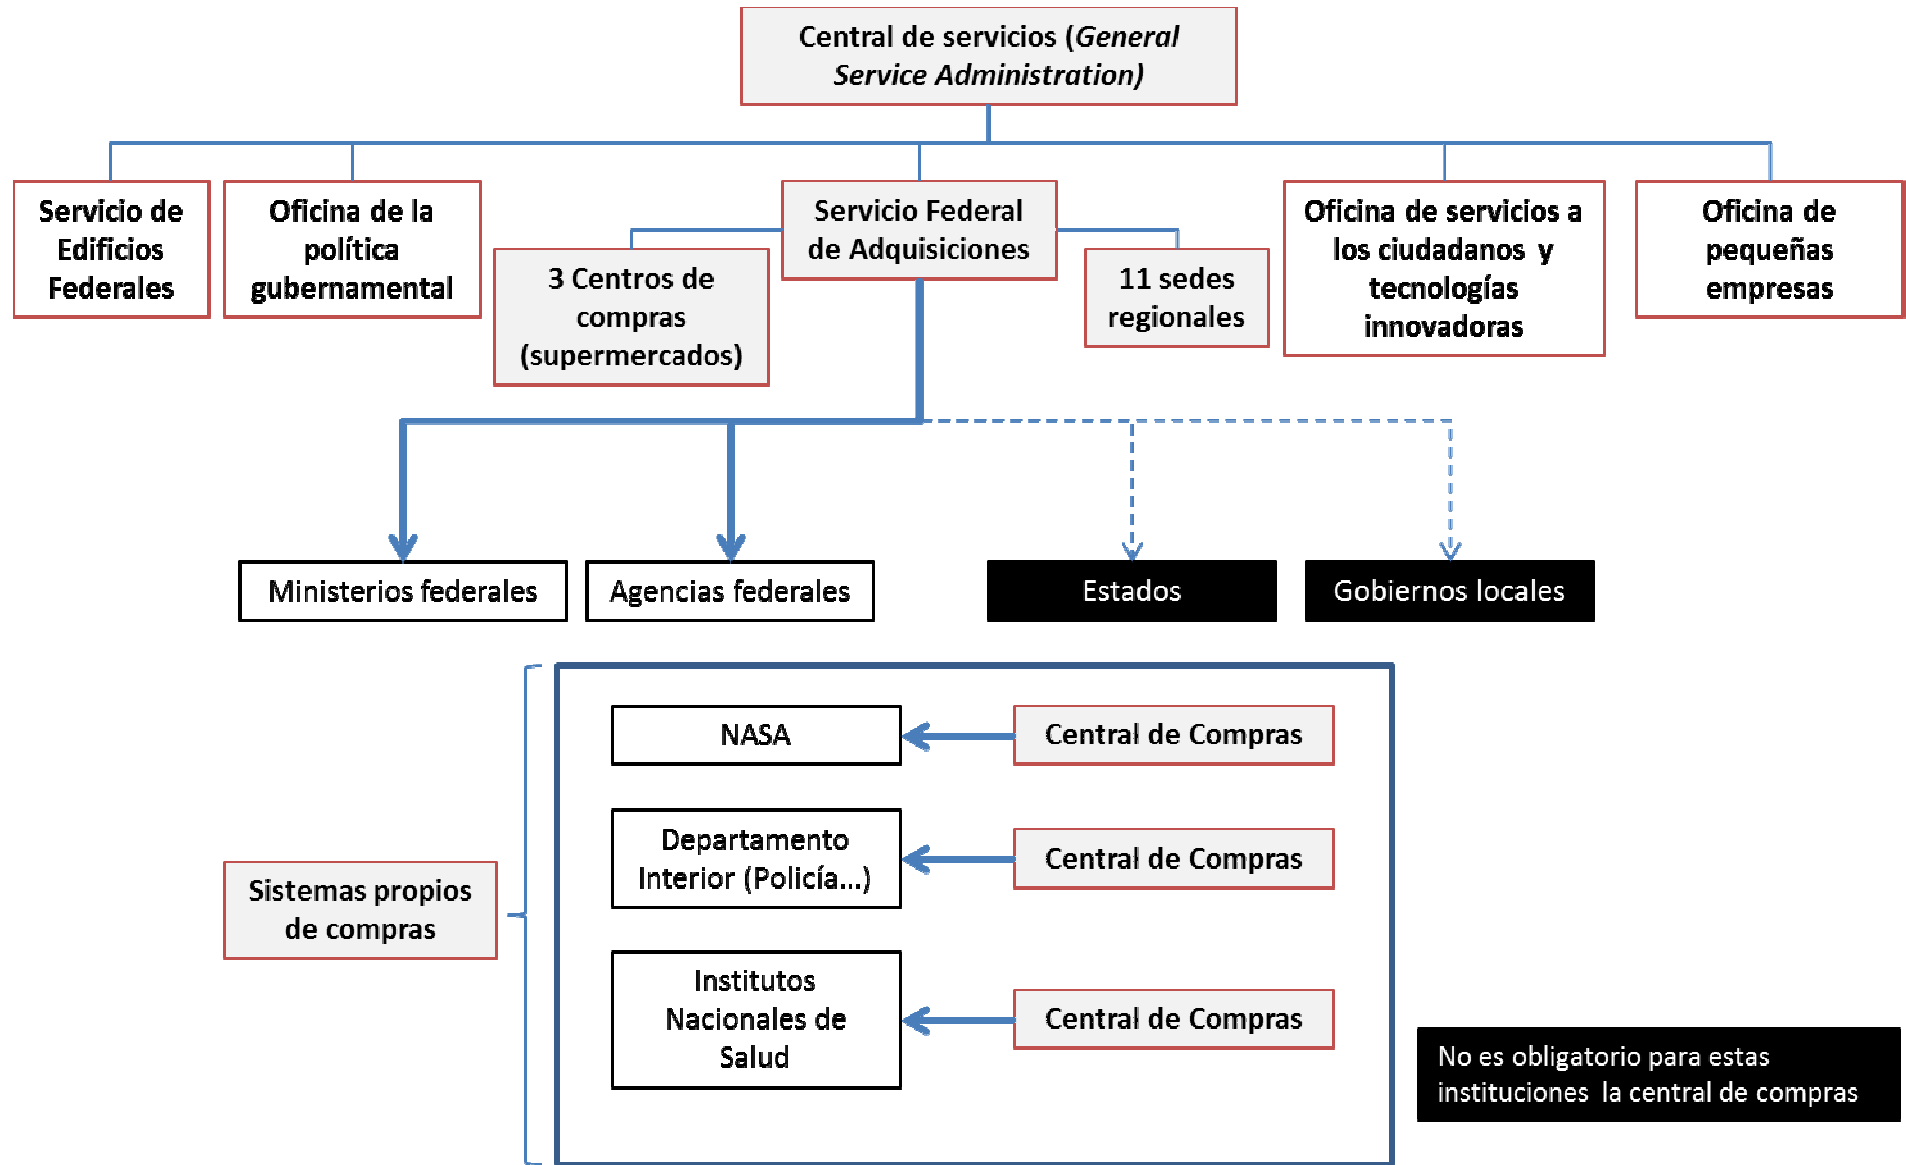 Central de servicios (General
Service Administration)
Servicio de
Edificios
Federales
Oficina de la
política
gubernamental
Servicio Federal
de Adquisiciones
Oficina de servicios a
los ciudadanos y
tecnologías
innovadoras
Oficina de
pequeñas
empresas
3 Centros de
compras
(supermercados)
11 sedes
regionales
Ministerios federales
Agencias federales
Estados
Gobiernos locales
Sistemas propios
de compras
NASA
Central de Compras
Departamento
Interior (Policía...)
Central de Compras
Institutos
Nacionales de
Salud
Central de Compras
No es obligatorio para estas
instituciones la central de compras